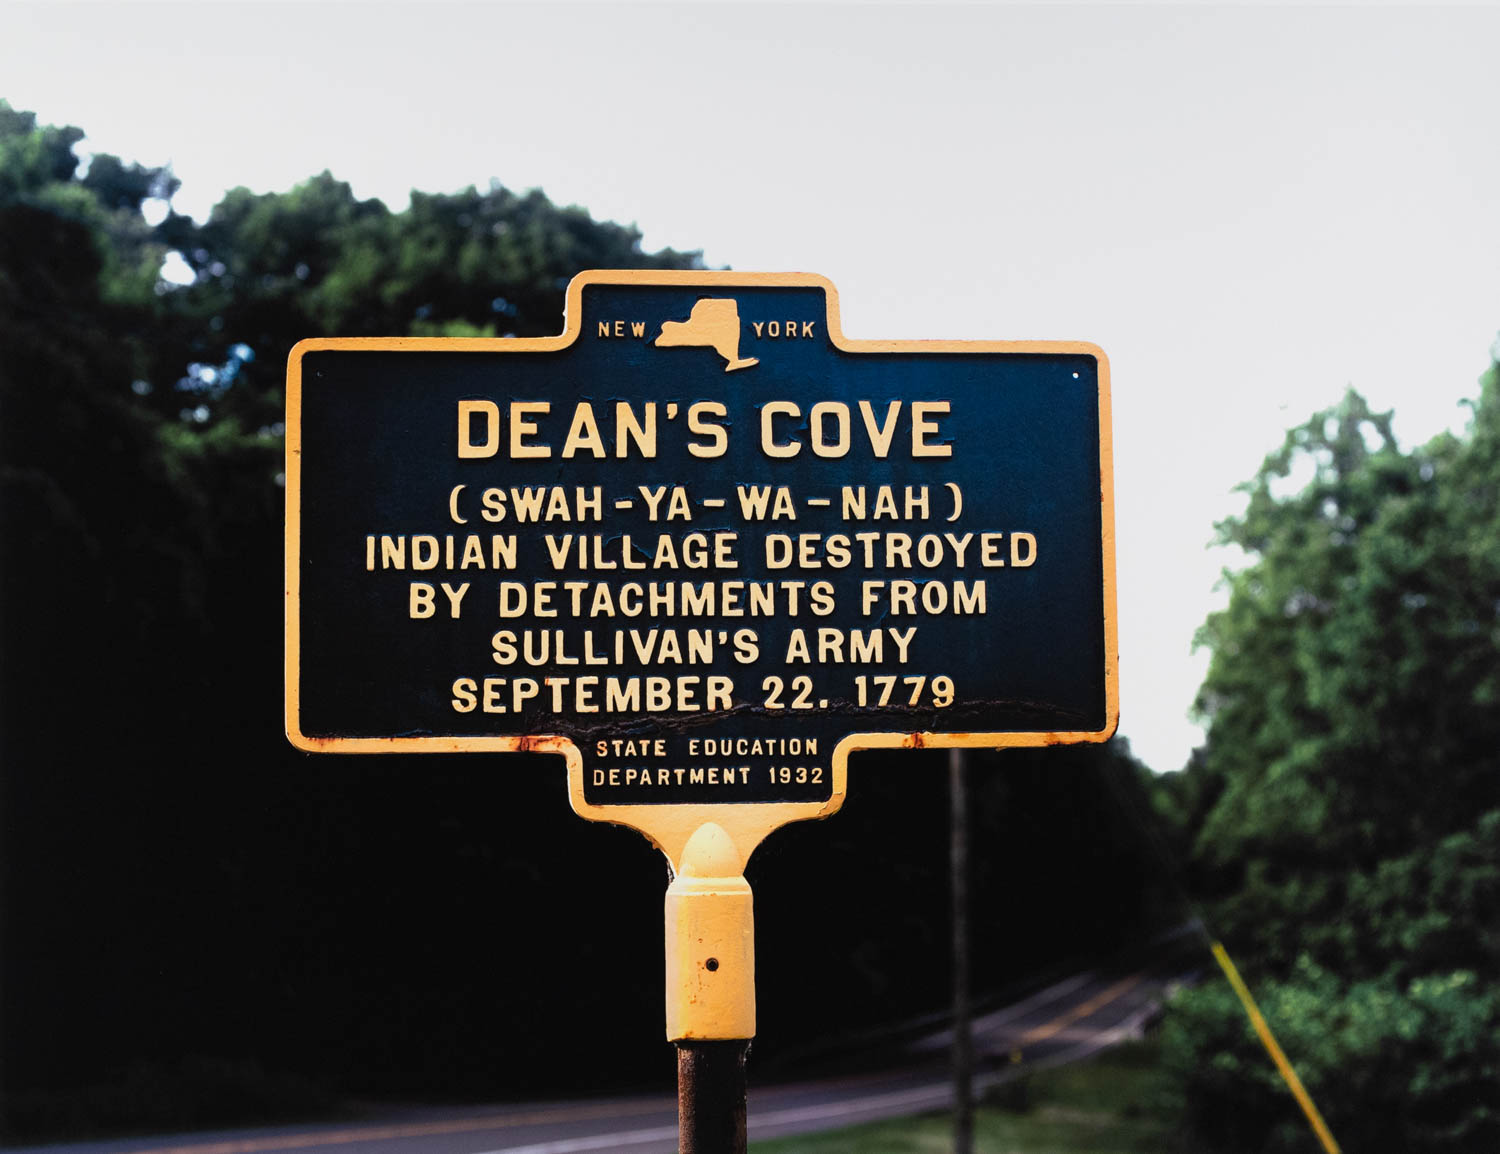 NEW YORK
DEAN'S COVE
(SWAH-YA-WA-NAH)
INDIAN VILLAGE DESTROYED
BY DETACHMENTS FROM
SULLIVAN'S ARMY
SEPTEMBER 22. 1779
STATE EDUCATION
DEPARTMENT 1932